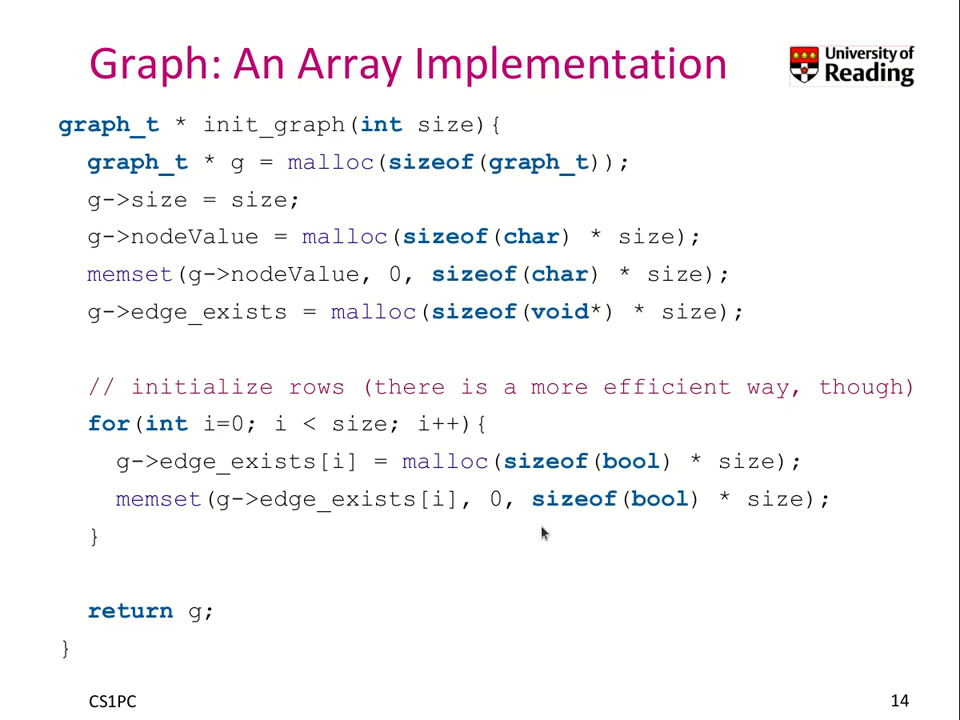 Graph: An Array Implementation
University of
Reading
graph_t * init_graph(int size){
graph_t * g = malloc(sizeof(graph_t));
g->size = size;
g->nodeValue = malloc(sizeof(char) * size);
memset(g->nodeValue, 0, sizeof(char) * size);
g->edge_exists = malloc(sizeof(void*) * size);
// initialize rows (there is a more efficient way, though)
for(int i=0; i < size; i++){
g->edge_exists[i] = malloc(sizeof(bool) * size);
memset(g->edge_exists[i], 0, sizeof(bool) * size);
}
return g;
}
CS1PC
14